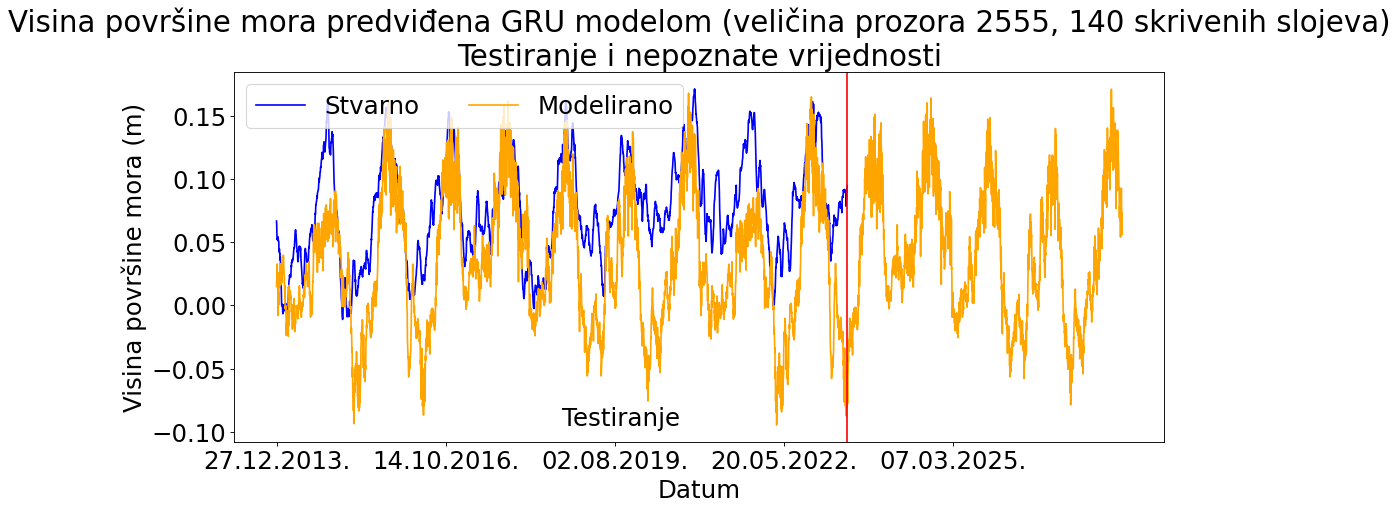 Visina površine mora predviđena GRU modelom (veličina prozora 2555, 140 skrivenih slojeva)
Testiranje i nepoznate vrijednosti
Stvarno Modelirano
Visina površine mora (m)
0.15
0.10
0.05
0.00
−0.05
−0.10
Testiranje
27.12.2013. 14.10.2016. 02.08.2019. 20.05.2022. 07.03.2025.
Datum